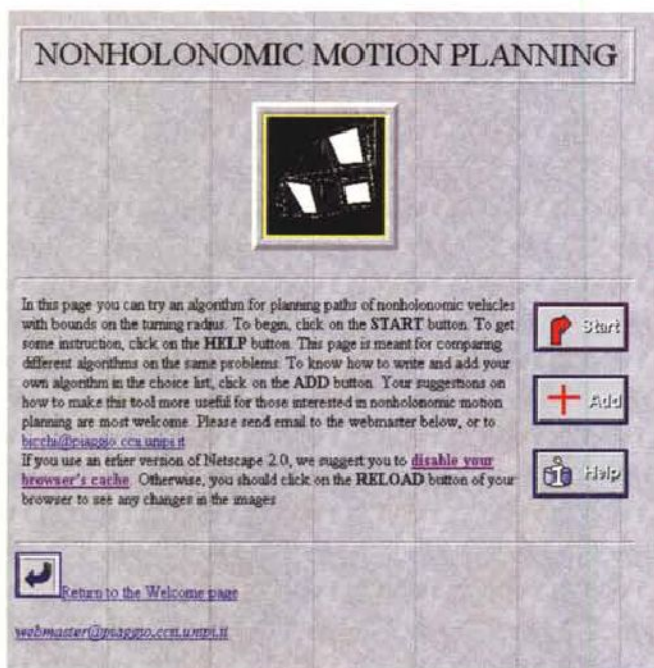 NONHOLONOMIC MOTION PLANNING
In this page you can try an algorithm for planning paths of nonholonomic vehicles
with bounds on the turning radius. To begin, click on the START button. To get
some instruction, click on the HELP button. This page is meant for comparing
different algorithms on the same problems. To know how to write and add your
own algorithm in the choice list, click on the ADD button. Your suggestions on
how to make this tool more useful for those interested in nonholonomic motion
planning are most welcome. Please send email to the webmaster below, or to
bicchi@piaggio.ccii.unipi.it
If you use an erlier version of Netscape 2.0, we suggest you to disable your
browser's cache. Otherwise, you should click on the RELOAD button of your
browser to see any changes in the images
Start
Add
Help
Return to the Welcome page
webmaster@piaggio.ccii.unipi.it